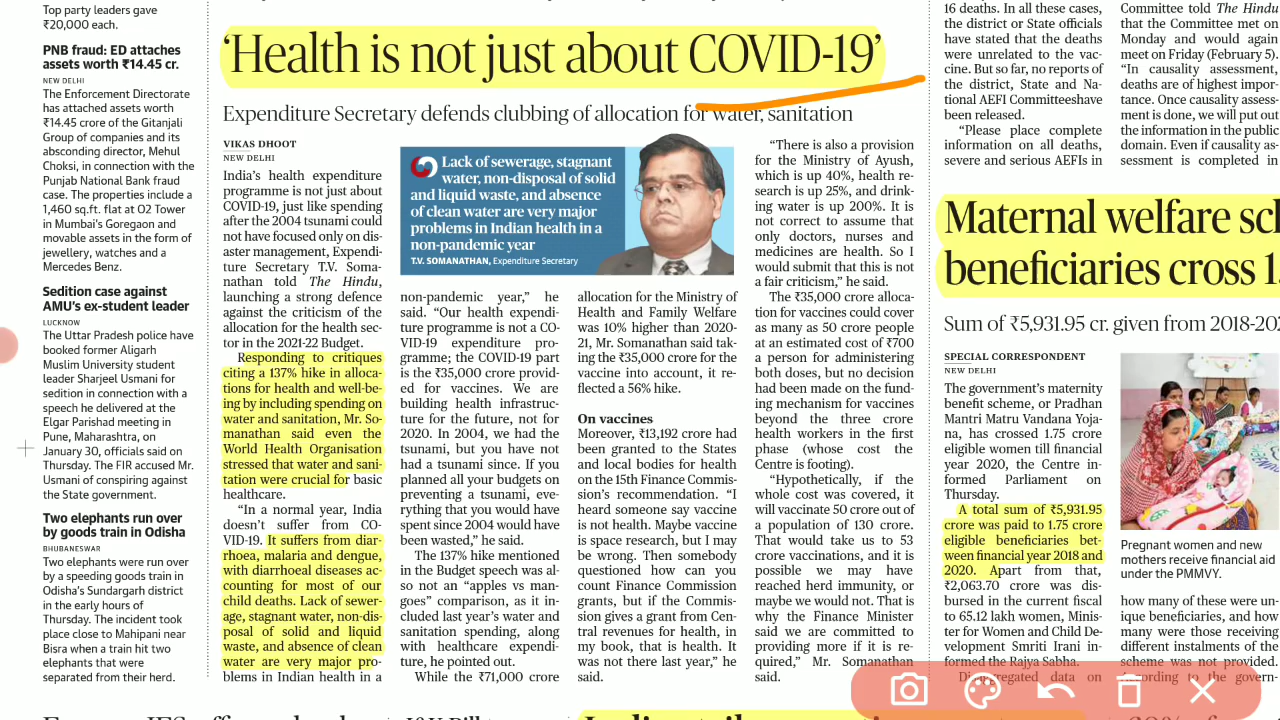 Top party leaders gave
₹20,000 each.
PNB fraud: ED attaches
assets worth ₹14.45 cr.
NEW DELHI
The Enforcement Directorate
has attached assets worth
₹14.45 crore of the Gitanjali
Group of companies and its
absconding director, Mehul
Choksi, in connection with the
Punjab National Bank fraud
case. The properties include a
1,460 sq.ft. flat at O2 Tower
in Mumbai's Goregaon and
movable assets in the form of
jewellery, watches and a
Mercedes Benz.
Sedition case against
AMU's ex-student leader
LUCKNOW
The Uttar Pradesh police have
booked former Aligarh
Muslim University student
leader Sharjeel Usmani for
sedition in connection with a
speech he delivered at the
Elgar Parishad meeting in
Pune, Maharashtra, on
January 30, officials said on
Thursday. The FIR accused Mr.
Usmani of conspiring against
the State government.
Two elephants run over
by goods train in Odisha
BHUBANESWAR
Two elephants were run over
by a speeding goods train in
Odisha's Sundargarh district
in the early hours of
Thursday. The incident took
place close to Mahipani near
Bisra when a train hit two
elephants that were
separated from their herd.
'Health is not just about COVID-19'
Expenditure Secretary defends clubbing of allocation for water, sanitation
VIKAS DHOOT
NEW DELHI
India's health expenditure
programme is not just about
COVID-19, just like spending
after the 2004 tsunami could
not have focused only on dis-
aster management, Expendi-
ture Secretary T.V. Soma-
nathan told The Hindu,
launching a strong defence
against the criticism of the
allocation for the health sec-
tor in the 2021-22 Budget.
Responding to critiques
citing a 137% hike in alloca-
tions for health and well-be-
ing by including spending on
water and sanitation, Mr. So-
manathan said even the
World Health Organisation
stressed that water and sani-
tation were crucial for basic
healthcare.
"In a normal year, India
doesn't suffer from CO-
VID-19. It suffers from diar-
rhoea, malaria and dengue,
with diarrhoeal diseases ac-
counting for most of our
child deaths. Lack of sewer-
age, stagnant water, non-dis-
posal of solid and liquid
waste, and absence of clean
water are very major pro-
blems in Indian health in a
Lack of sewerage, stagnant
water, non-disposal of solid
and liquid waste, and absence
of clean water are very major
problems in Indian health in a
non-pandemic year
T.V. SOMANATHAN, Expenditure Secretary
non-pandemic year," he
said. "Our health expendi-
ture programme is not a CO-
VID-19 expenditure pro-
gramme; the COVID-19 part
is the ₹35,000 crore provid-
ed for vaccines. We are
building health infrastruc-
ture for the future, not for
2020. In 2004, we had the
tsunami, but you have not
had a tsunami since. If you
planned all your budgets on
preventing a tsunami, eve-
rything that you would have
spent since 2004 would have
been wasted," he said.
The 137% hike mentioned
in the Budget speech was al-
so not an "apples vs man-
goes" comparison, as it in-
cluded last year's water and
sanitation spending, along
with healthcare expendi-
ture, he pointed out.
While the ₹71,000 crore
allocation for the Ministry of
Health and Family Welfare
was 10% higher than 2020-
21, Mr. Somanathan said tak-
ing the ₹35,000 crore for the
vaccine into account, it re-
flected a 56% hike.
On vaccines
Moreover, ₹13,192 crore had
been granted to the States
and local bodies for health
on the 15th Finance Commis-
sion's recommendation. "I
heard someone say vaccine
is not health. Maybe vaccine
is space research, but I may
be wrong. Then somebody
questioned how can you
count Finance Commission
grants, but if the Commis-
sion gives a grant from Cen-
tral revenues for health, in
my book, that is health. It
was not there last year," he
said.
"There is also a provision
for the Ministry of Ayush,
which is up 40%, health re-
search is up 25%, and drink-
ing water is up 200%. It is
not correct to assume that
only doctors, nurses and
medicines are health. So I
would submit that this is not
a fair criticism," he said.
The ₹35,000 crore alloca-
tion for vaccines could cover
as many as 50 crore people
at an estimated cost of ₹700
a person for administering
both doses, but no decision
had been made on the fund-
ing mechanism for vaccines
beyond the three crore
health workers in the first
phase (whose cost the
Centre is footing).
"Hypothetically, if the
whole cost was covered, it
will vaccinate 50 crore out of
a population of 130 crore.
That would take us to 53
crore vaccinations, and it is
possible we may have
reached herd immunity, or
maybe we would not. That is
why the Finance Minister
said we are committed to
providing more if it is re-
quired," Mr. Somanathan
said.
16 deaths. In all these cases,
the district or State officials
have stated that the deaths
were unrelated to the vac-
cine. But so far, no reports of
the district, State and Na-
tional AEFI Committeeshave
been released.
"Please place complete
information on all deaths,
severe and serious AEFIs in
Committee told The Hindu
that the Committee met on
Monday and would again
meet on Friday (February 5).
"In causality assessment,
deaths are of highest impor-
tance. Once causality assess-
ment is done, we will put out
the information in the public
domain. Even if causality as-
sessment is completed in
Maternal welfare sch
beneficiaries cross 1.
Sum of ₹5,931.95 cr. given from 2018-202
SPECIAL CORRESPONDENT
NEW DELHI
The government's maternity
benefit scheme, or Pradhan
Mantri Matru Vandana Yoja-
na, has crossed 1.75 crore
eligible women till financial
year 2020, the Centre in-
formed Parliament on
Thursday.
A total sum of ₹5,931.95
crore was paid to 1.75 crore
eligible beneficiaries bet-
ween financial year 2018 and
2020. Apart from that,
₹2,063.70 crore was dis-
bursed in the current fiscal
to 65.12 lakh women, Minis-
ter for Women and Child De-
velopment Smriti Irani in-
formed the Rajya Sabha.
Disaggregated data on
Pregnant women and new
mothers receive financial aid
under the PMMVY.
how many of these were un-
ique beneficiaries, and how
many were those receiving
different instalments of the
scheme was not provided.
According to the govern-